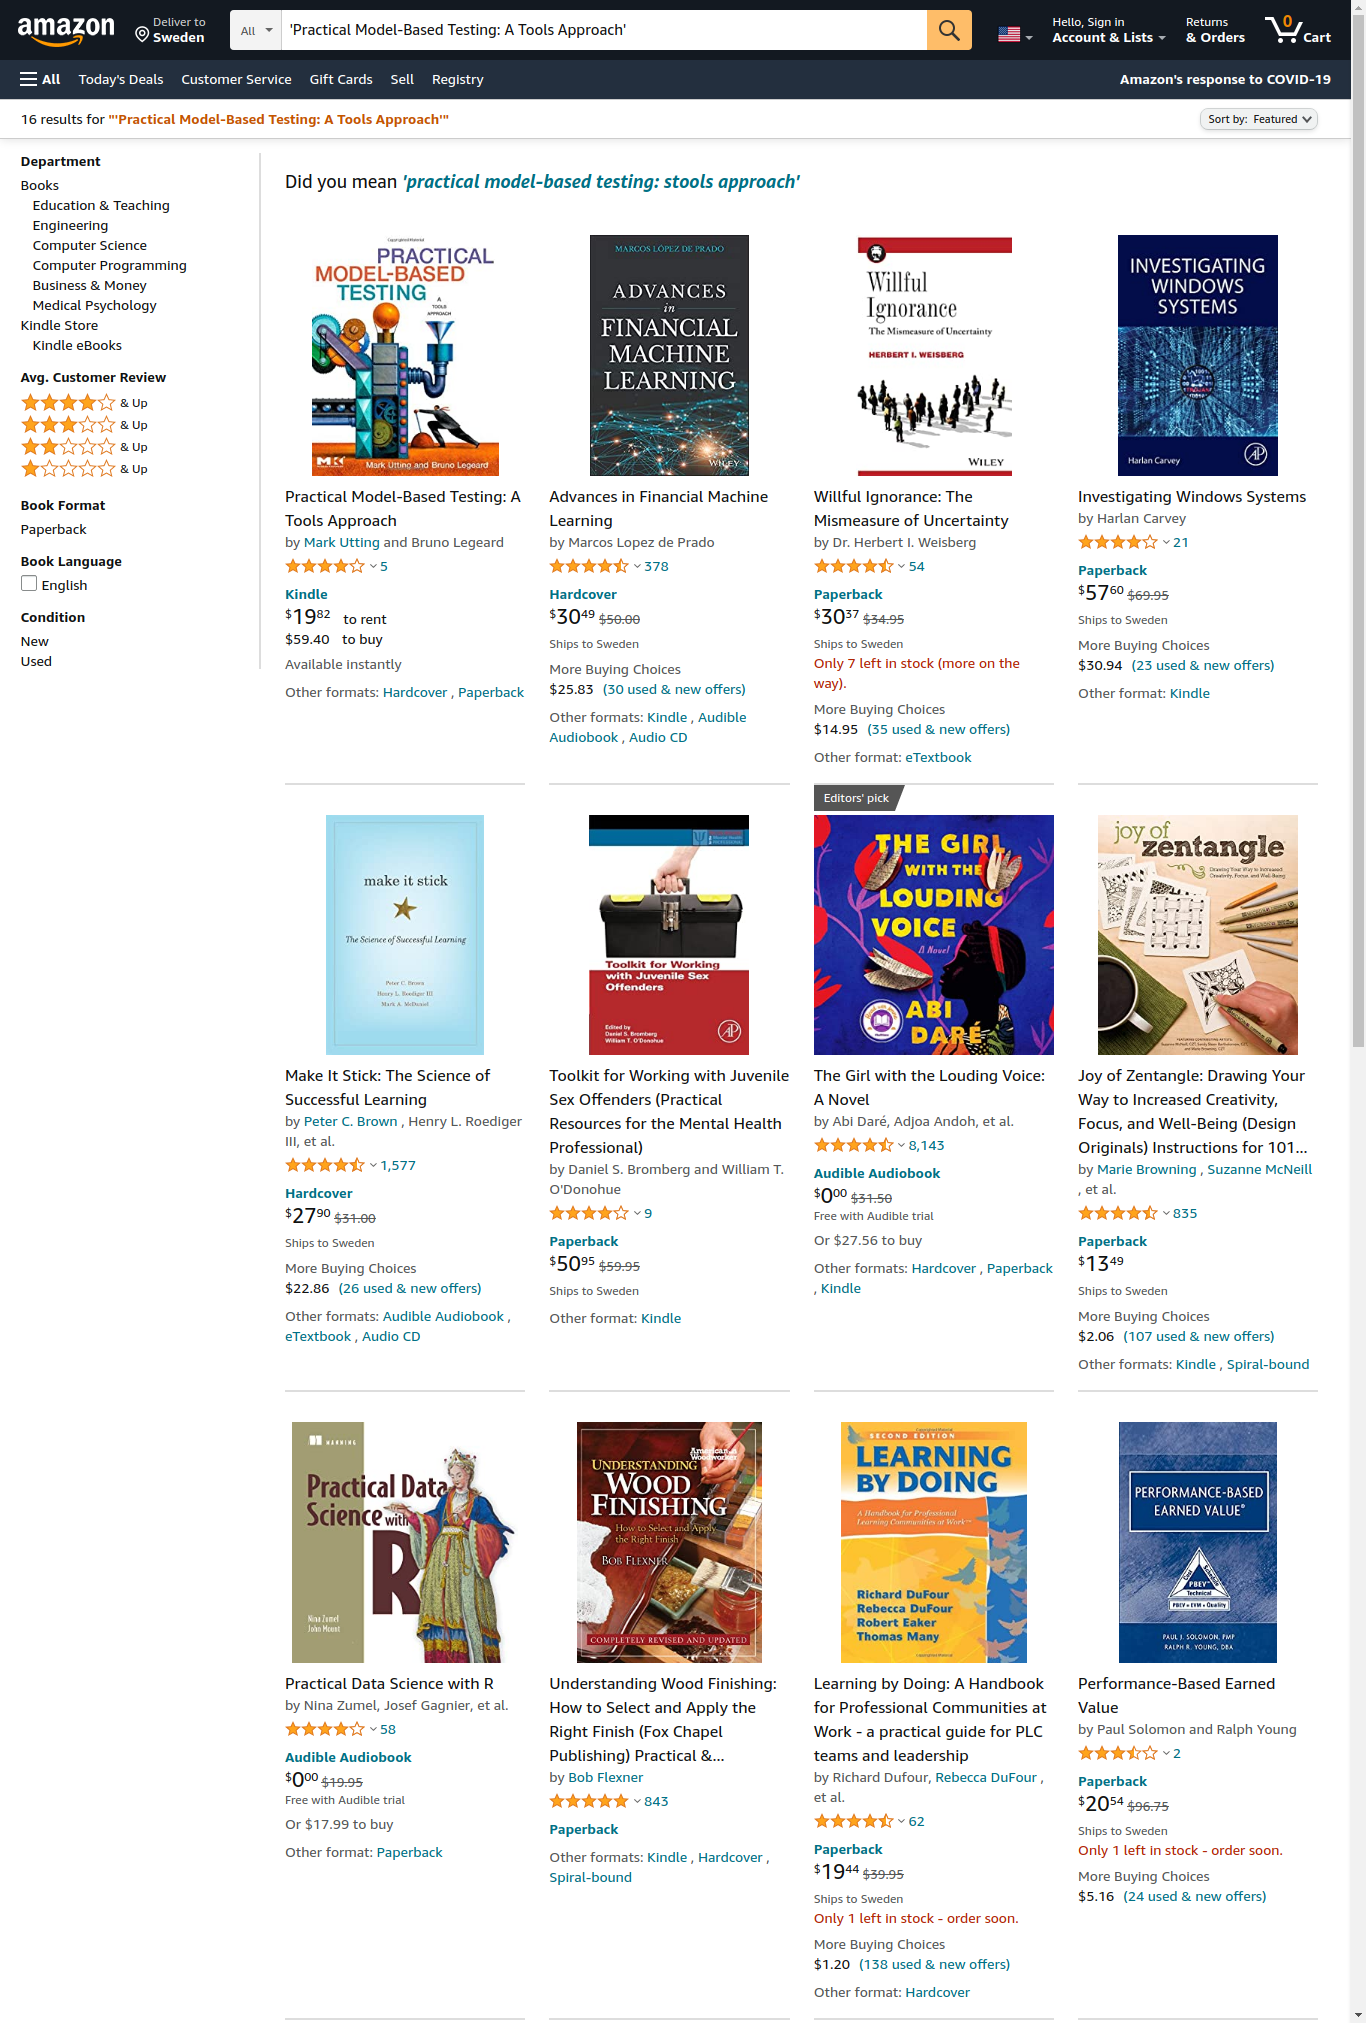 amazon
Deliver to
Sweden
All
'Practical Model-Based Testing: A Tools Approach'
Hello, Sign in
Account & Lists
Returns
& Orders
0
Cart
All
Today's Deals
Customer Service
Gift Cards
Sell
Registry
Amazon's response to COVID-19
16 results for "'Practical Model-Based Testing: A Tools Approach'"
Sort by: Featured
Department
Books
Education & Teaching
Engineering
Computer Science
Computer Programming
Business & Money
Medical Psychology
Kindle Store
Kindle eBooks
Avg. Customer Review
& Up
& Up
& Up
& Up
Book Format
Paperback
Book Language
English
Condition
New
Used
Did you mean 'practical model-based testing: stools approach'
PRACTICAL
MODEL-BASED
TESTING
A
TOOLS
APPROACH
Mark Utting and Bruno Legeard
Practical Model-Based Testing: A
Tools Approach
by Mark Utting and Bruno Legeard
5
Kindle
$1982 to rent
$59.40 to buy
Available instantly
Other formats: Hardcover , Paperback
MARCOS LÓPEZ DE PRADO
ADVANCES
in
FINANCIAL
MACHINE
LEARNING
WILEY
Advances in Financial Machine
Learning
by Marcos Lopez de Prado
378
Hardcover
$3049 $50.00
Ships to Sweden
More Buying Choices
$25.83 (30 used & new offers)
Other formats: Kindle , Audible
Audiobook , Audio CD
Willful
Ignorance
The Mismeasure of Uncertainty
HERBERT I. WEISBERG
WILEY
Willful Ignorance: The
Mismeasure of Uncertainty
by Dr. Herbert I. Weisberg
54
Paperback
$3037 $34.95
Ships to Sweden
Only 7 left in stock (more on the
way).
More Buying Choices
$14.95 (35 used & new offers)
Other format: eTextbook
INVESTIGATING
WINDOWS
SYSTEMS
Harlan Carvey
Investigating Windows Systems
by Harlan Carvey
21
Paperback
$5760 $69.95
Ships to Sweden
More Buying Choices
$30.94 (23 used & new offers)
Other format: Kindle
make it stick
The Science of Successful Learning
Peter C. Brown
Henry L. Roediger III
Mark A. McDaniel
Make It Stick: The Science of
Successful Learning
by Peter C. Brown , Henry L. Roediger
III, et al.
1,577
Hardcover
$2790 $31.00
Ships to Sweden
More Buying Choices
$22.86 (26 used & new offers)
Other formats: Audible Audiobook ,
eTextbook , Audio CD
Toolkit for Working
with Juvenile Sex
Offenders
Edited by
Daniel S. Bromberg
William T. O'Donohue
Toolkit for Working with Juvenile
Sex Offenders (Practical
Resources for the Mental Health
Professional)
by Daniel S. Bromberg and William T.
O'Donohue
9
Paperback
$5095 $59.95
Ships to Sweden
Other format: Kindle
Editors' pick
THE GIRL
WITH THE
LOUDING
VOICE
A Novel
ABI
DARÉ
The Girl with the Louding Voice:
A Novel
by Abi Daré, Adjoa Andoh, et al.
8,143
Audible Audiobook
$000 $31.50
Free with Audible trial
Or $27.56 to buy
Other formats: Hardcover , Paperback
, Kindle
joy of
zentangle
Drawing Your Way to Increased
Creativity, Focus, and Well-Being
Joy of Zentangle: Drawing Your
Way to Increased Creativity,
Focus, and Well-Being (Design
Originals) Instructions for 101...
by Marie Browning , Suzanne McNeill
, et al.
835
Paperback
$1349
Ships to Sweden
More Buying Choices
$2.06 (107 used & new offers)
Other formats: Kindle , Spiral-bound
MANNING
Practical Data
Science with
R
Nina Zumel
John Mount
Practical Data Science with R
by Nina Zumel, Josef Gagnier, et al.
58
Audible Audiobook
$000 $19.95
Free with Audible trial
Or $17.99 to buy
Other format: Paperback
American
Woodworker
UNDERSTANDING
WOOD
FINISHING
How to Select and Apply
the Right Finish
BOB FLEXNER
COMPLETELY REVISED AND UPDATED
Understanding Wood Finishing:
How to Select and Apply the
Right Finish (Fox Chapel
Publishing) Practical &...
by Bob Flexner
843
Paperback
Other formats: Kindle , Hardcover ,
Spiral-bound
SECOND EDITION
LEARNING
BY DOING
A Handbook for Professional
Learning Communities at Work™
Richard DuFour
Rebecca DuFour
Robert Eaker
Thomas Many
Learning by Doing: A Handbook
for Professional Communities at
Work - a practical guide for PLC
teams and leadership
by Richard Dufour, Rebecca DuFour ,
et al.
62
Paperback
$1944 $39.95
Ships to Sweden
Only 1 left in stock - order soon.
More Buying Choices
$1.20 (138 used & new offers)
Other format: Hardcover
PERFORMANCE-BASED
EARNED VALUE®
PBEV
Technical
PBEV = EVM + Quality
PAUL J. SOLOMON, PMP
RALPH R. YOUNG, DBA
Performance-Based Earned
Value
by Paul Solomon and Ralph Young
2
Paperback
$2054 $96.75
Ships to Sweden
Only 1 left in stock - order soon.
More Buying Choices
$5.16 (24 used & new offers)